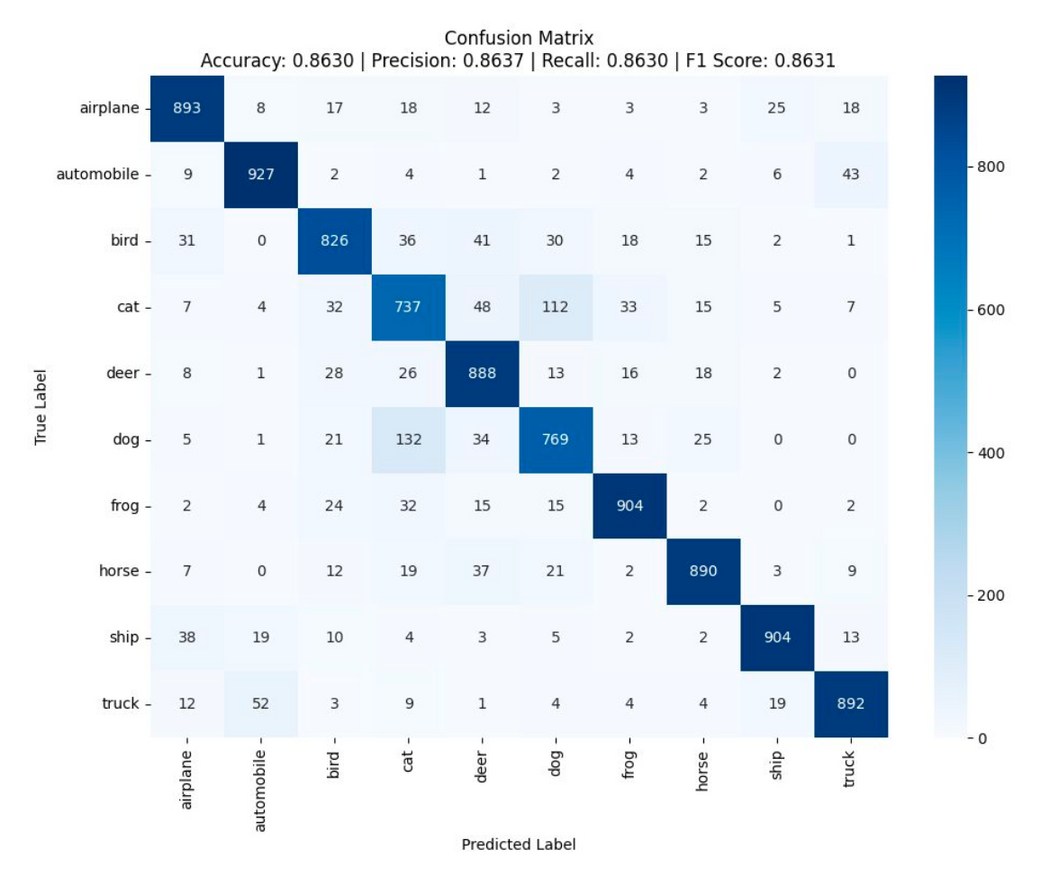 Confusion Matrix
Accuracy: 0.8630 | Precision: 0.8637 | Recall: 0.8630 | F1 Score: 0.8631
airplane 893 8 17 18 12 3 3 3 25 18
automobile 9 927 2 4 1 2 4 2 6 43
bird 31 0 826 36 41 30 18 15 2 1
cat 7 4 32 737 48 112 33 15 5 7
deer 8 1 28 26 888 13 16 18 2 0
dog 5 1 21 132 34 769 13 25 0 0
frog 2 4 24 32 15 15 904 2 0 2
horse 7 0 12 19 37 21 2 890 3 9
ship 38 19 10 4 3 5 2 2 904 13
truck 12 52 3 9 1 4 4 4 19 892
airplane automobile bird cat deer dog frog horse ship truck
True Label
Predicted Label
800
600
400
200
0